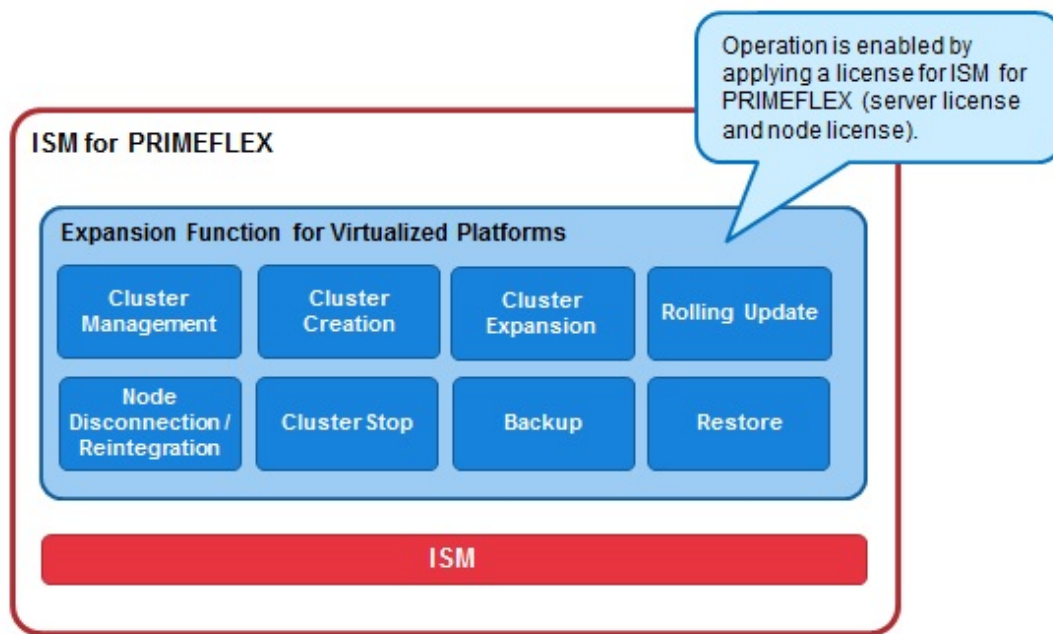 Operation is enabled by
applying a license for ISM for
PRIMEFLEX (server license
and node license).
ISM for PRIMEFLEX
Expansion Function for Virtualized Platforms
Cluster
Management
Cluster
Creation
Cluster
Expansion
Rolling Update
Node
Disconnection /
Reintegration
Cluster Stop
Backup
Restore
ISM